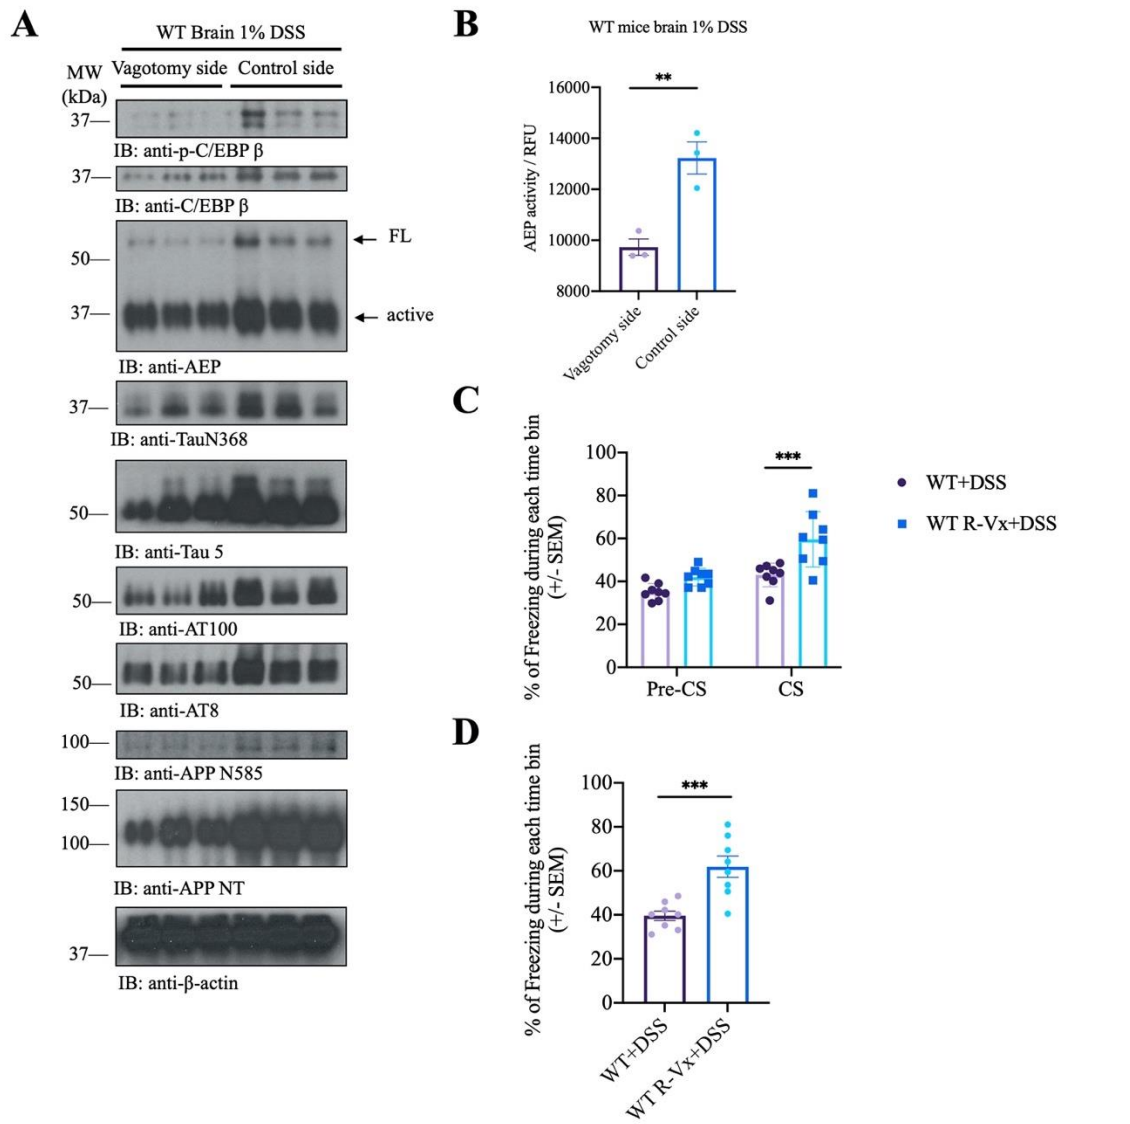 A
WT Brain 1% DSS
MW
(kDa)
Vagotomy side Control side
37
IB: anti-p-C/EBP β
37
IB: anti-C/EBP β
FL
50
37
active
IB: anti-AEP
37
IB: anti-TauN368
50
IB: anti-Tau 5
50
IB: anti-AT100
50
IB: anti-AT8
100
IB: anti-APP N585
150
100
IB: anti-APP NT
37
IB: anti-β-actin
B
WT mice brain 1% DSS
AEP activity / RFU
16000
14000
12000
10000
8000
**
Vagotomy side
Control side
C
% of Freezing during each time bin
(+/- SEM)
100
80
60
40
20
0
***
Pre-CS
CS
WT+DSS
WT R-Vx+DSS
D
% of Freezing during each time bin
(+/- SEM)
100
80
60
40
20
0
***
WT+DSS
WT R-Vx+DSS